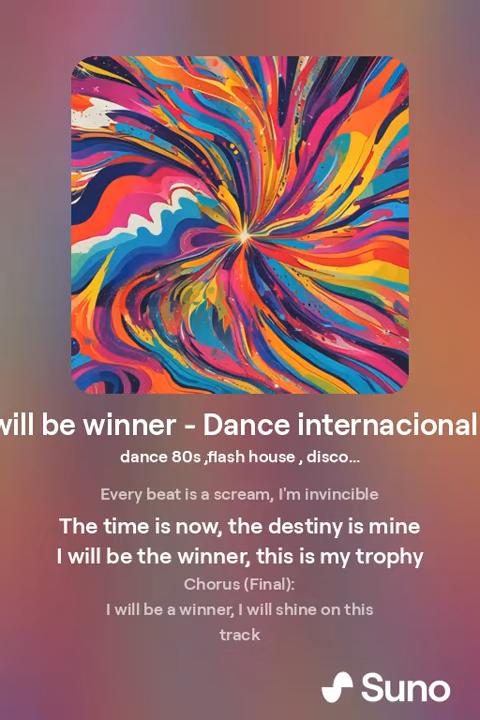 will be winner - Dance internacional
dance 80s ,flash house , disco...
Every beat is a scream, I'm invincible
The time is now, the destiny is mine
I will be the winner, this is my trophy
Chorus (Final):
I will be a winner, I will shine on this
track
Suno